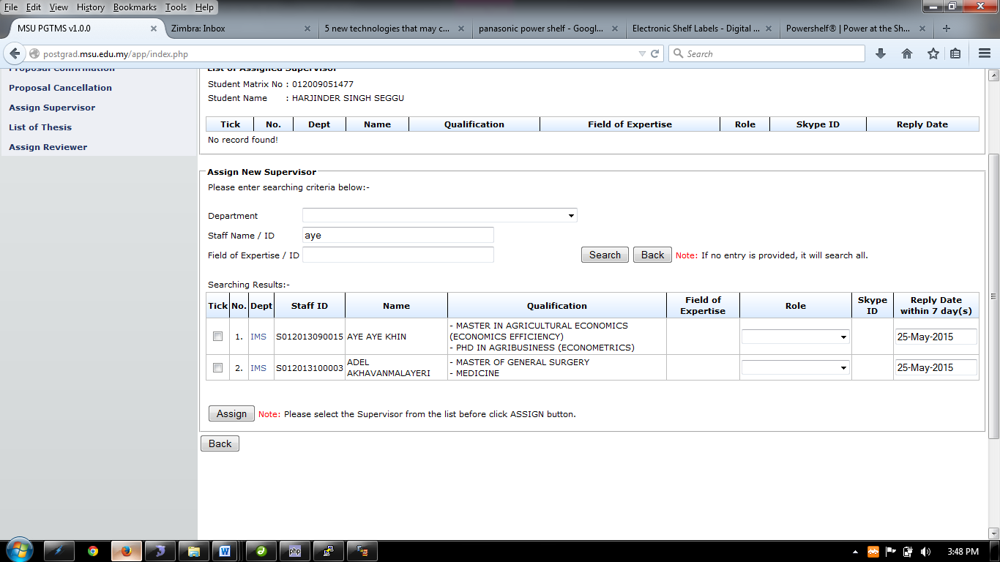 File Edit View History Bookmarks Tools Help
MSU PGTMS v1.0.0 × Zimbra: Inbox × 5 new technologies that may c... × panasonic power shelf - Googl... × Electronic Shelf Labels - Digital ... × Powershelf® | Power at the Sh... × +
postgrad.msu.edu.my/app/index.php Search
Proposal Confirmation
Proposal Cancellation
Assign Supervisor
List of Thesis
Assign Reviewer
List of Assigned Supervisor
Student Matrix No : 012009051477
Student Name : HARJINDER SINGH SEGGU
Tick No. Dept Name Qualification Field of Expertise Role Skype ID Reply Date
No record found!
Assign New Supervisor
Please enter searching criteria below:-
Department
Staff Name / ID aye
Field of Expertise / ID Search Back Note: If no entry is provided, it will search all.
Searching Results:-
Tick No. Dept Staff ID Name Qualification Field of Expertise Role Skype ID Reply Date within 7 day(s)
1. IMS S012013090015 AYE AYE KHIN - MASTER IN AGRICULTURAL ECONOMICS (ECONOMICS EFFICIENCY) - PHD IN AGRIBUSINESS (ECONOMETRICS) 25-May-2015
2. IMS S012013100003 ADEL AKHAVANMALAYERI - MASTER OF GENERAL SURGERY - MEDICINE 25-May-2015
Assign Note: Please select the Supervisor from the list before click ASSIGN button.
Back
php
3:48 PM